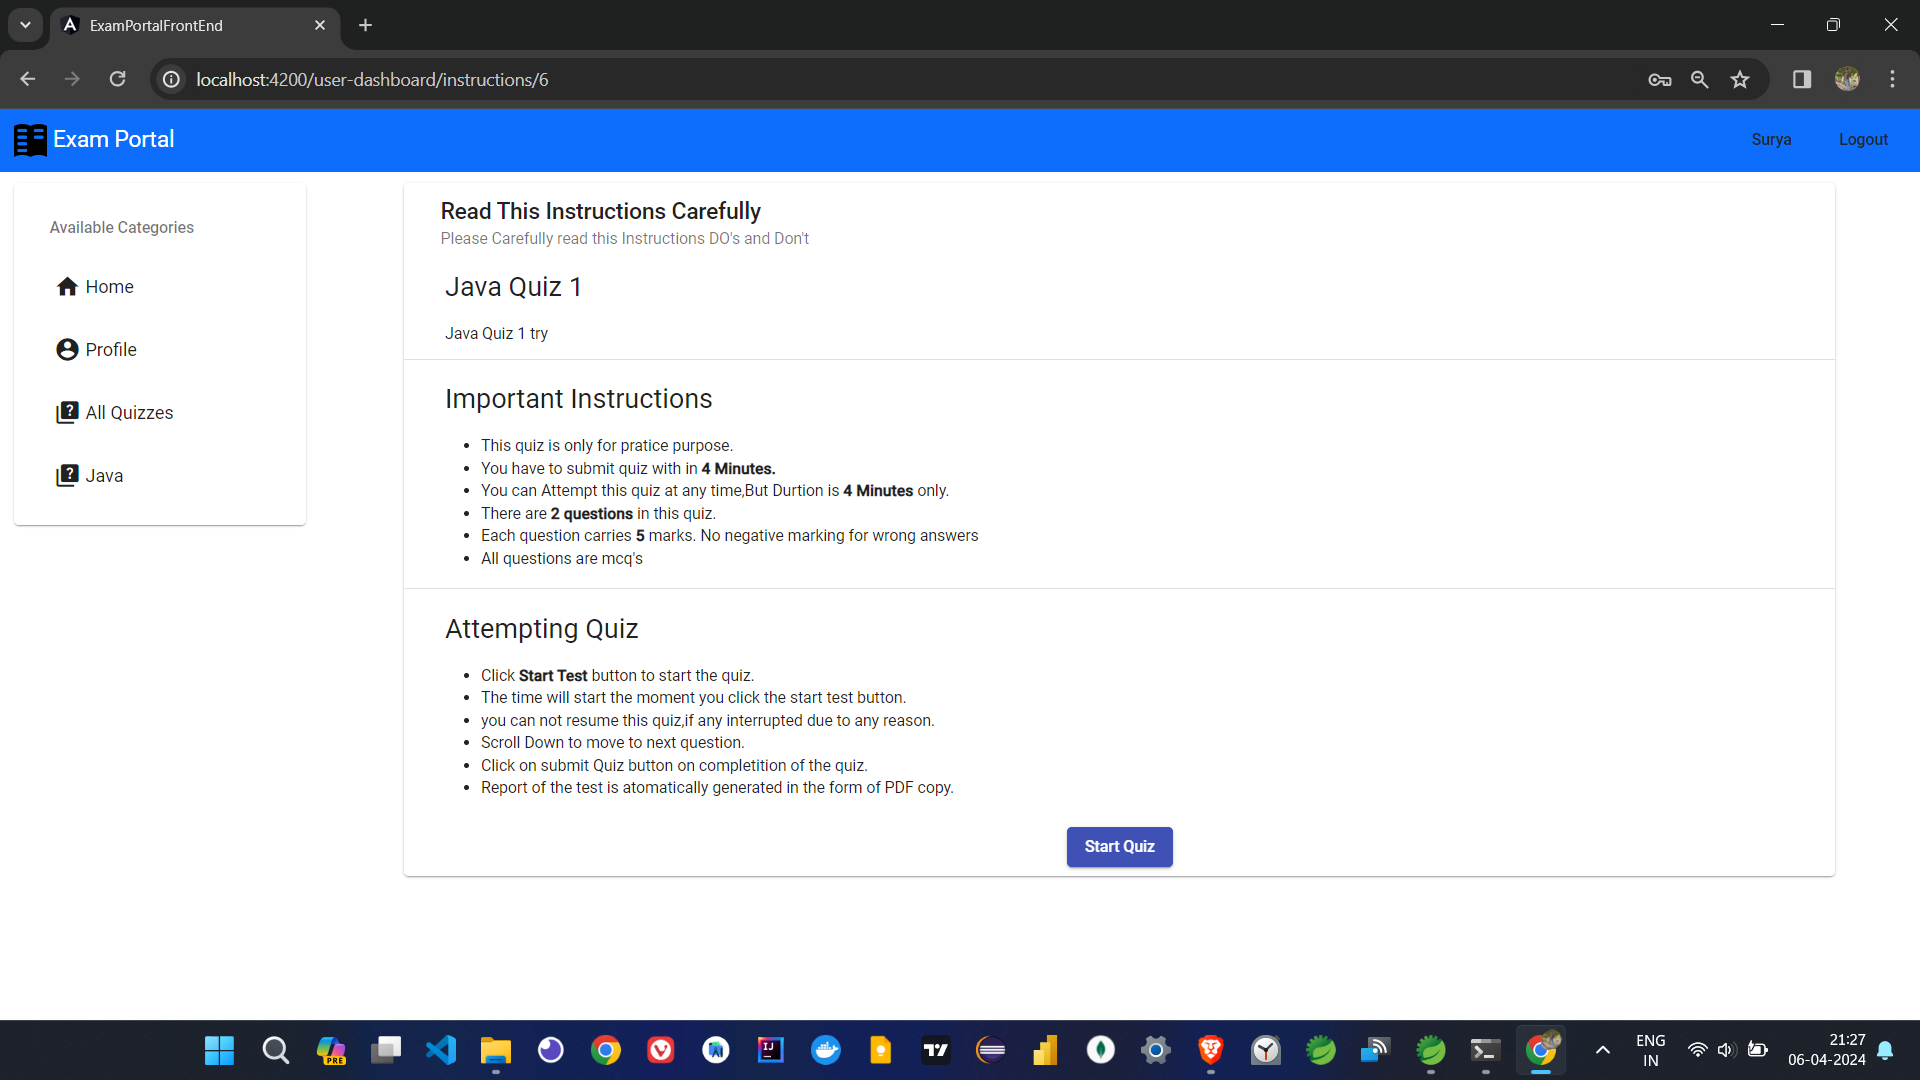 ExamPortalFrontEnd
localhost:4200/user-dashboard/instructions/6
Exam Portal
Surya
Logout
Available Categories
Home
Profile
All Quizzes
Java
Read This Instructions Carefully
Please Carefully read this Instructions DO's and Don't
Java Quiz 1
Java Quiz 1 try
Important Instructions
This quiz is only for pratice purpose.
You have to submit quiz with in 4 Minutes.
You can Attempt this quiz at any time,But Durtion is 4 Minutes only.
There are 2 questions in this quiz.
Each question carries 5 marks. No negative marking for wrong answers
All questions are mcq's
Attempting Quiz
Click Start Test button to start the quiz.
The time will start the moment you click the start test button.
you can not resume this quiz,if any interrupted due to any reason.
Scroll Down to move to next question.
Click on submit Quiz button on completition of the quiz.
Report of the test is atomatically generated in the form of PDF copy.
Start Quiz
PRE
IJ
ENG
IN
21:27
06-04-2024